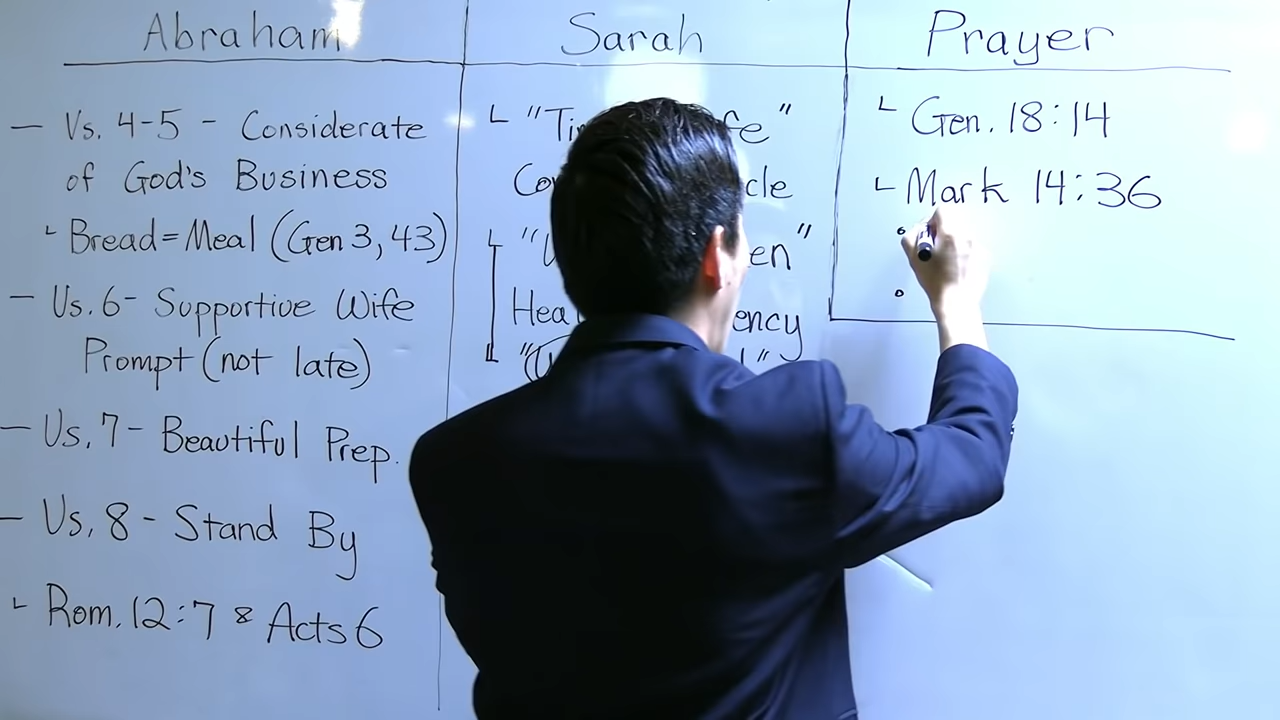 Abraham
— Vs. 4-5 - Considerate
of God's Business
└ Bread=Meal (Gen 3, 43)
— Vs. 6- Supportive Wife
Prompt (not late)
— Vs. 7- Beautiful Prep.
— Vs. 8- Stand By
└ Rom. 12:7 & Acts 6
Sarah
Prayer
└ Gen. 18:14
└ Mark 14:36